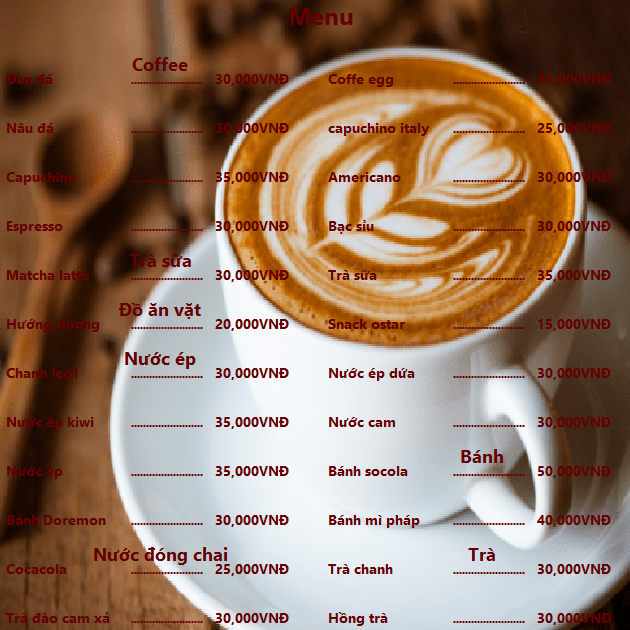 Menu
Coffee
Đen đá ........................ 30,000VNĐ
Coffe egg ........................ 25,000VNĐ
Nâu đá ........................ 30,000VNĐ
capuchino italy ........................ 25,000VNĐ
Capuchino ........................ 35,000VNĐ
Americano ........................ 30,000VNĐ
Espresso ........................ 30,000VNĐ
Bạc sỉu ........................ 30,000VNĐ
Trà sữa
Matcha latte ........................ 30,000VNĐ
Trà sữa ........................ 35,000VNĐ
Đồ ăn vặt
Hướng dương ........................ 20,000VNĐ
Snack ostar ........................ 15,000VNĐ
Nước ép
Chanh ........................ 30,000VNĐ
Nước ép dứa ........................ 30,000VNĐ
Nước ép kiwi ........................ 35,000VNĐ
Nước cam ........................ 30,000VNĐ
Bánh
Nước ép ........................ 35,000VNĐ
Bánh socola ........................ 50,000VNĐ
Bánh Doremon ........................ 30,000VNĐ
Bánh mì pháp ........................ 40,000VNĐ
Nước đóng chai
Trà
Cocacola ........................ 25,000VNĐ
Trà chanh ........................ 30,000VNĐ
Trà đào cam xả ........................ 30,000VNĐ
Hồng trà ........................ 30,000VNĐ